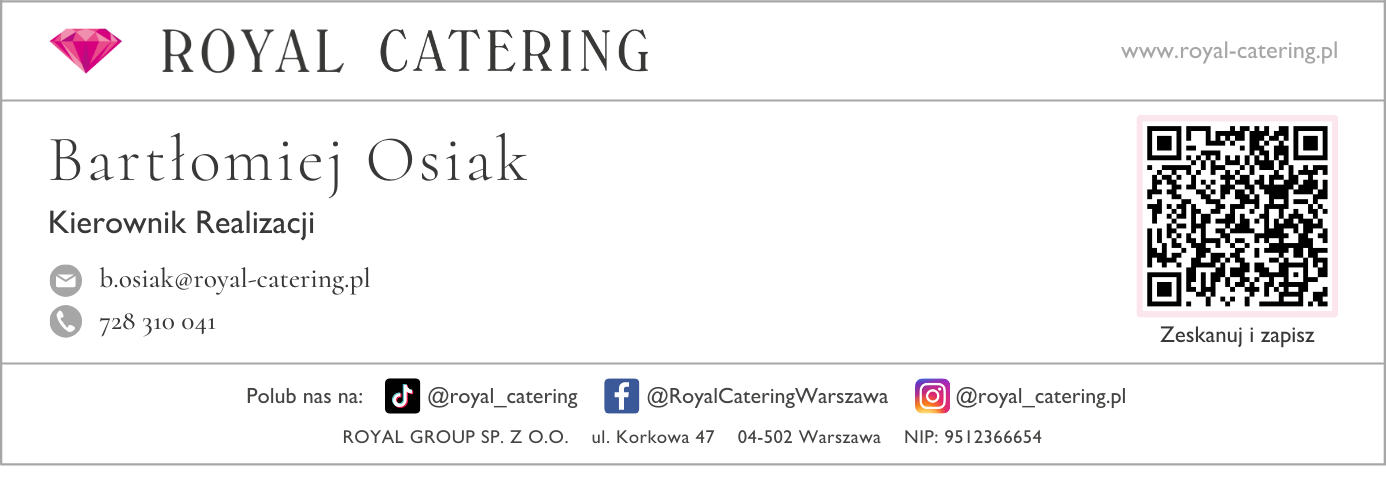 ROYAL CATERING
www.royal-catering.pl
Bartłomiej Osiak
Kierownik Realizacji
b.osiak@royal-catering.pl
728 310 041
Zeskanuj i zapisz
Polub nas na: @royal_catering @RoyalCateringWarszawa @royal_catering.pl
ROYAL GROUP SP. Z O.O. ul. Korkowa 47 04-502 Warszawa NIP: 9512366654